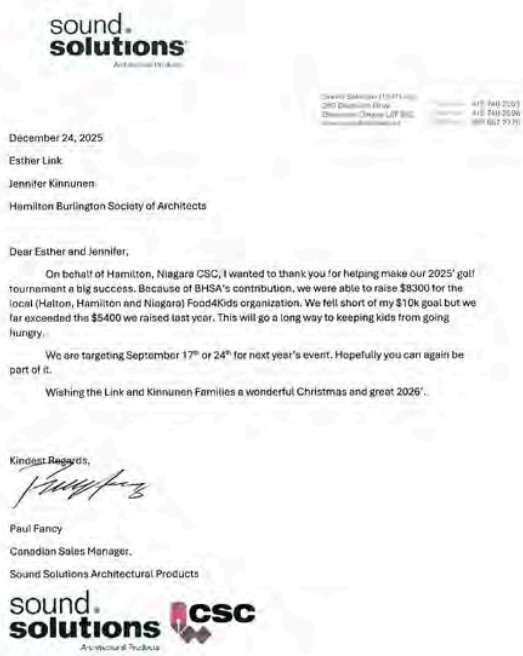 sound
solutions
Architectural Products
December 24, 2025
Esther Link
Jennifer Kinnunen
Hamilton Burlington Society of Architects
Dear Esther and Jennifer,
On behalf of Hamilton, Niagara CSC, I wanted to thank you for helping make our 2025' golf
tournament a big success. Because of BHSA's contribution, we were able to raise $8300 for the
local (Halton, Hamilton and Niagara) Food4Kids organization. We fell short of my $10k goal but we
far exceeded the $5400 we raised last year. This will go a long way to keeping kids from going
hungry.
We are targeting September 17th or 24th for next year's event. Hopefully you can again be
part of it.
Wishing the Link and Kinnunen Families a wonderful Christmas and great 2026'.
Kindest Regards,
Paul Fancy
Canadian Sales Manager,
Sound Solutions Architectural Products
sound
solutions
Architectural Products
CSC